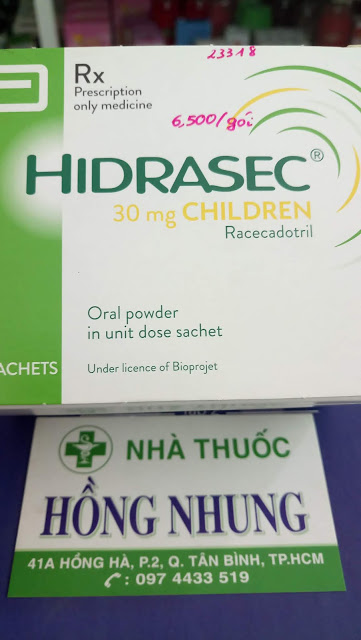 23318
Rx
Prescription
only medicine
6,500/gói
HIDRASEC®
30 mg CHILDREN
Racecadotril
Oral powder
in unit dose sachet
ACHETS
Under licence of Bioprojet
NHÀ THUỐC
HỒNG NHUNG
41A HỒNG HÀ, P.2, Q. TÂN BÌNH, TP.HCM
: 097 4433 519